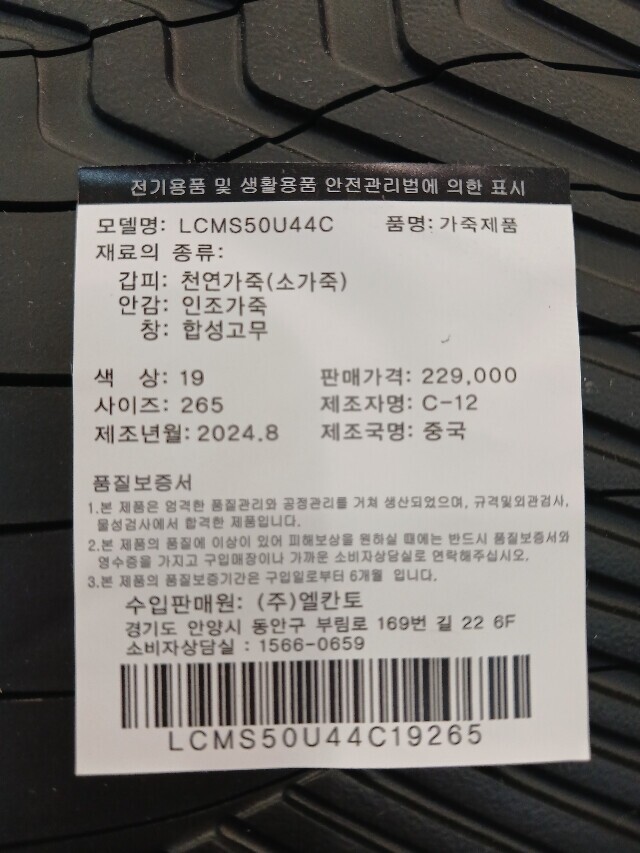 전기용품 및 생활용품 안전관리법에 의한 표시
모델명: LCMS50U44C 품명: 가죽제품
재료의 종류:
갑피: 천연가죽(소가죽)
안감: 인조가죽
창: 합성고무
색 상: 19 판매가격: 229,000
사이즈: 265 제조자명: C-12
제조년월: 2024.8 제조국명: 중국
품질보증서
1.본 제품은 엄격한 품질관리와 공정관리를 거쳐 생산되었으며, 규격및외관검사,
물성검사에서 합격한 제품입니다.
2.본 제품의 품질에 이상이 있어 피해보상을 원하실 때에는 반드시 품질보증서와
영수증을 가지고 구입매장이나 가까운 소비자상담실로 연락해주십시오.
3.본 제품의 품질보증기간은 구입일로부터 6개월 입니다.
수입판매원: (주)엘칸토
경기도 안양시 동안구 부림로 169번 길 22 6F
소비자상담실 : 1566-0659
LCMS50U44C19265